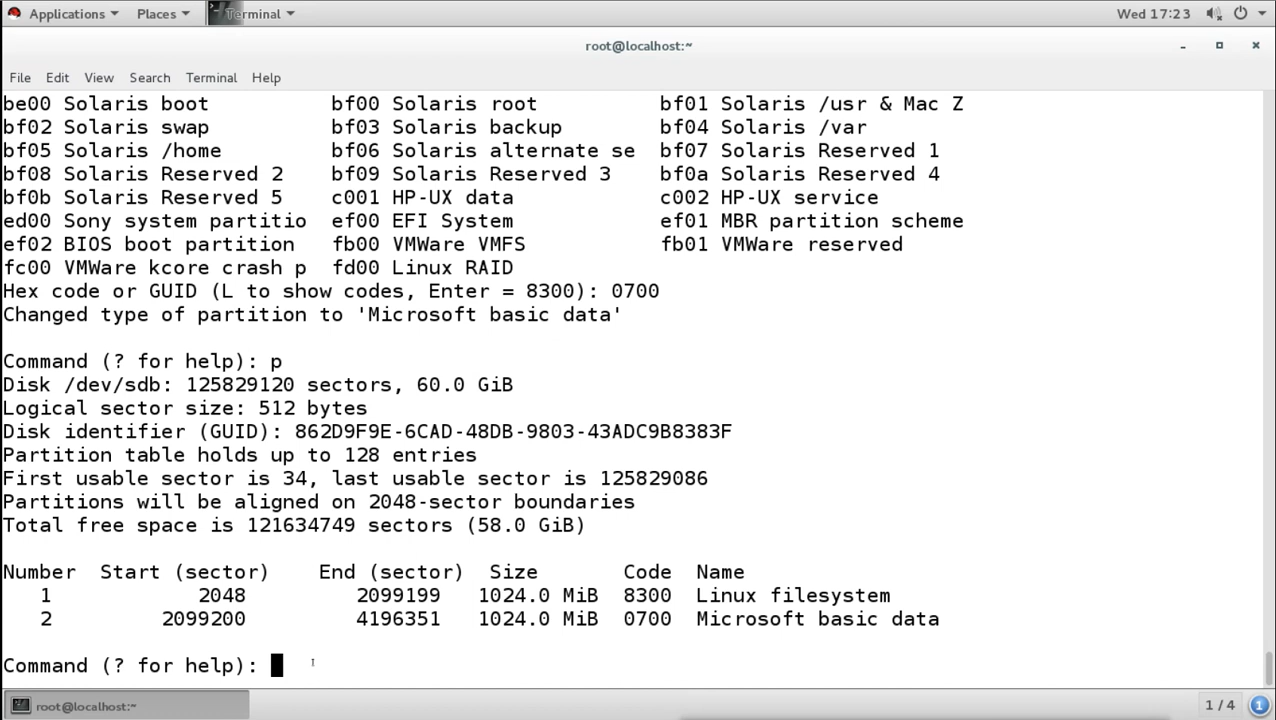 Applications Places Terminal Wed 17:23
root@localhost:~
File Edit View Search Terminal Help
be00 Solaris boot bf00 Solaris root bf01 Solaris /usr & Mac Z
bf02 Solaris swap bf03 Solaris backup bf04 Solaris /var
bf05 Solaris /home bf06 Solaris alternate se bf07 Solaris Reserved 1
bf08 Solaris Reserved 2 bf09 Solaris Reserved 3 bf0a Solaris Reserved 4
bf0b Solaris Reserved 5 c001 HP-UX data c002 HP-UX service
ed00 Sony system partitio ef00 EFI System ef01 MBR partition scheme
ef02 BIOS boot partition fb00 VMWare VMFS fb01 VMWare reserved
fc00 VMWare kcore crash p fd00 Linux RAID
Hex code or GUID (L to show codes, Enter = 8300): 0700
Changed type of partition to 'Microsoft basic data'
Command (? for help): p
Disk /dev/sdb: 125829120 sectors, 60.0 GiB
Logical sector size: 512 bytes
Disk identifier (GUID): 862D9F9E-6CAD-48DB-9803-43ADC9B8383F
Partition table holds up to 128 entries
First usable sector is 34, last usable sector is 125829086
Partitions will be aligned on 2048-sector boundaries
Total free space is 121634749 sectors (58.0 GiB)
Number Start (sector) End (sector) Size Code Name
1 2048 2099199 1024.0 MiB 8300 Linux filesystem
2 2099200 4196351 1024.0 MiB 0700 Microsoft basic data
Command (? for help):
root@localhost:~ 1 / 4 1